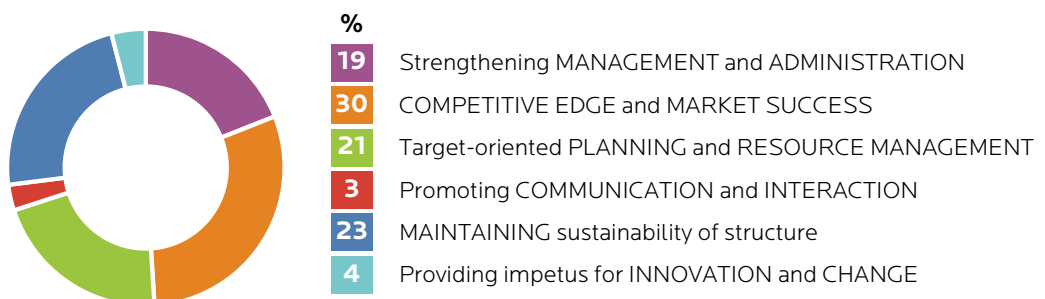 %
19 Strengthening MANAGEMENT and ADMINISTRATION
30 COMPETITIVE EDGE and MARKET SUCCESS
21 Target-oriented PLANNING and RESOURCE MANAGEMENT
3 Promoting COMMUNICATION and INTERACTION
23 MAINTAINING sustainability of structure
4 Providing impetus for INNOVATION and CHANGE